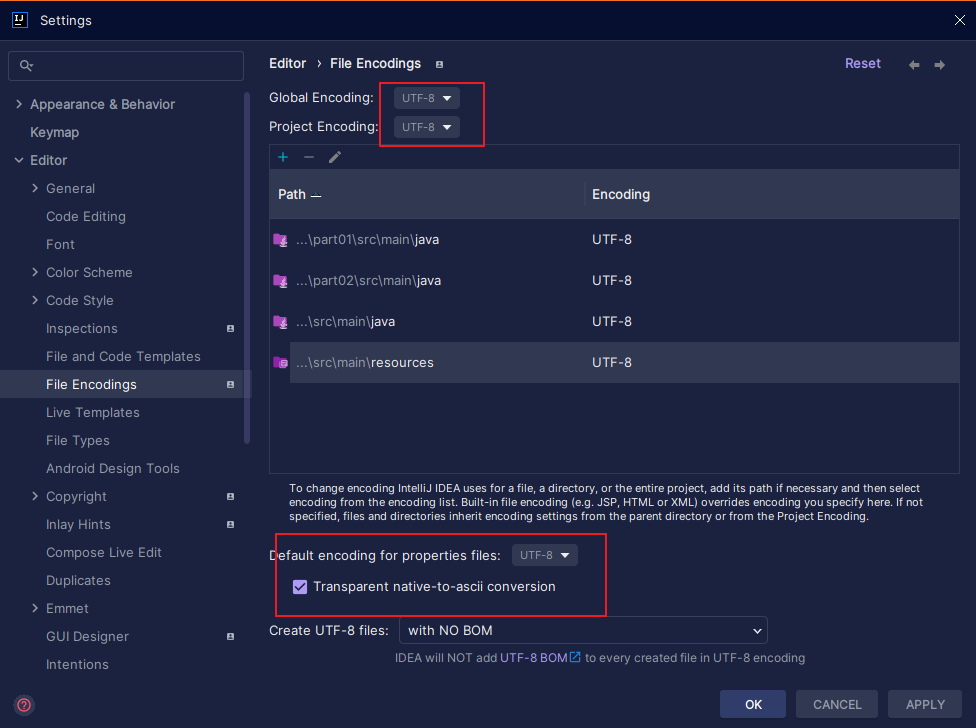 Settings
Editor › File Encodings
Reset
Appearance & Behavior
Keymap
Editor
General
Code Editing
Font
Color Scheme
Code Style
Inspections
File and Code Templates
File Encodings
Live Templates
File Types
Android Design Tools
Copyright
Inlay Hints
Compose Live Edit
Duplicates
Emmet
GUI Designer
Intentions
Global Encoding: UTF-8
Project Encoding: UTF-8
Path Encoding
...\part01\src\main\java UTF-8
...\part02\src\main\java UTF-8
...\src\main\java UTF-8
...\src\main\resources UTF-8
To change encoding IntelliJ IDEA uses for a file, a directory, or the entire project, add its path if necessary and then select
encoding from the encoding list. Built-in file encoding (e.g. JSP, HTML or XML) overrides encoding you specify here. If not
specified, files and directories inherit encoding settings from the parent directory or from the Project Encoding.
Default encoding for properties files: UTF-8
Transparent native-to-ascii conversion
Create UTF-8 files: with NO BOM
IDEA will NOT add UTF-8 BOM to every created file in UTF-8 encoding
OK CANCEL APPLY